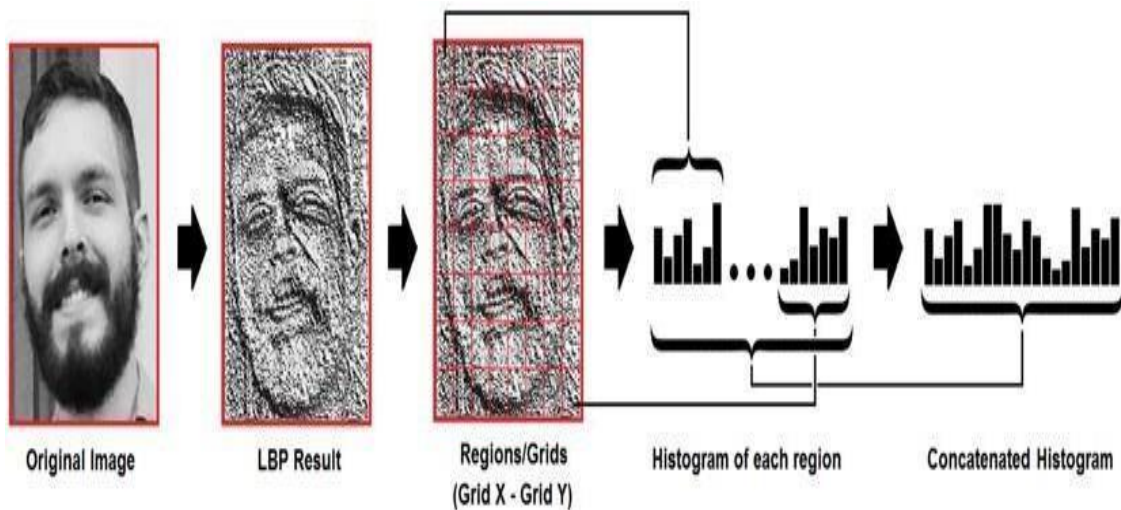 Original Image
LBP Result
Regions/Grids
(Grid X - Grid Y)
Histogram of each region
Concatenated Histogram